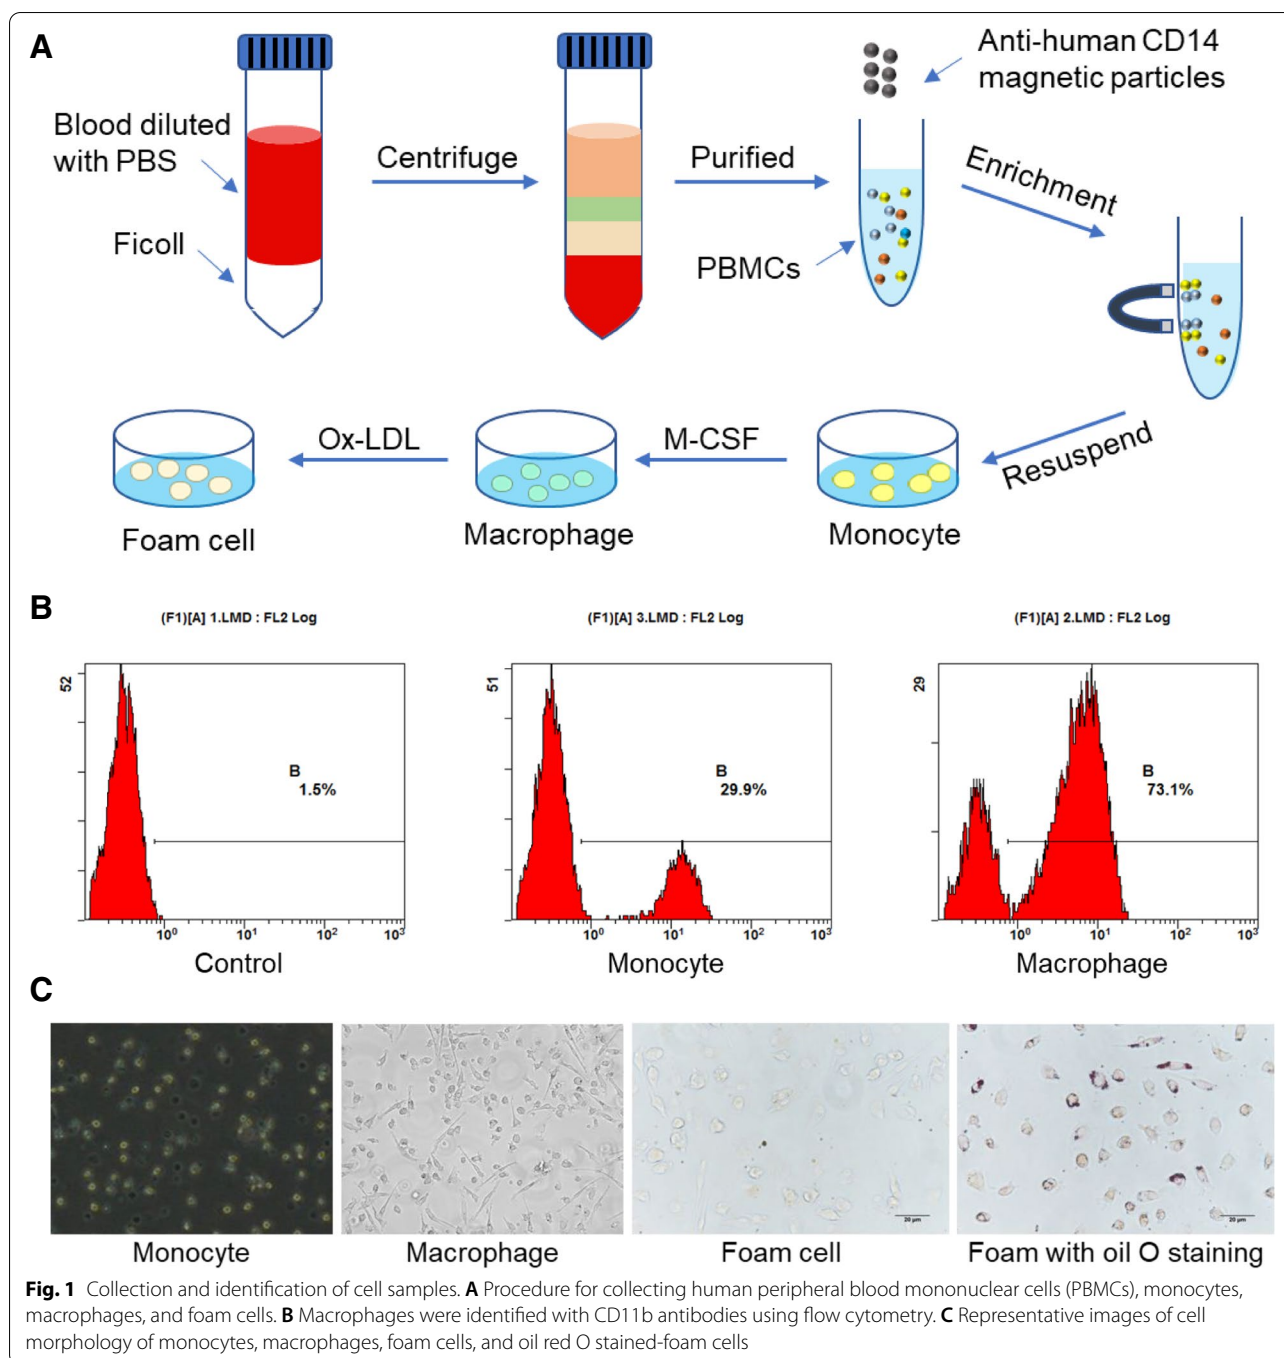 A
Blood diluted
with PBS
Ficoll
Centrifuge
Purified
Anti-human CD14
magnetic particles
PBMCs
Enrichment
Resuspend
Monocyte
M-CSF
Macrophage
Ox-LDL
Foam cell
B
(F1)[A] 1.LMD : FL2 Log
52
B
1.5%
10⁰ 10¹ 10² 10³
Control
(F1)[A] 3.LMD : FL2 Log
51
B
29.9%
10⁰ 10¹ 10² 10³
Monocyte
(F1)[A] 2.LMD : FL2 Log
29
B
73.1%
10⁰ 10¹ 10² 10³
Macrophage
C
Monocyte
Macrophage
20 µm
Foam cell
20 µm
Foam with oil O staining
Fig. 1 Collection and identification of cell samples. A Procedure for collecting human peripheral blood mononuclear cells (PBMCs), monocytes,
macrophages, and foam cells. B Macrophages were identified with CD11b antibodies using flow cytometry. C Representative images of cell
morphology of monocytes, macrophages, foam cells, and oil red O stained-foam cells